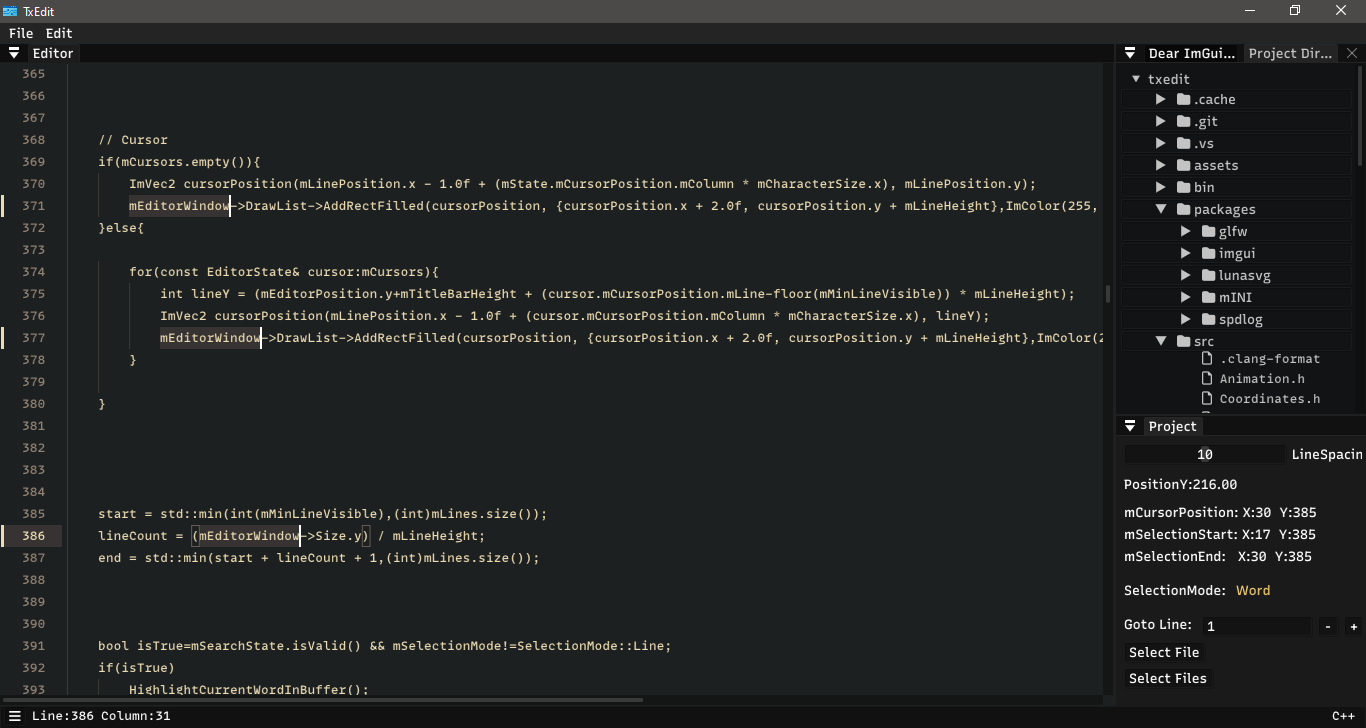 TxEdit
File Edit
Editor
365
366
367
368 // Cursor
369 if(mCursors.empty()){
370 ImVec2 cursorPosition(mLinePosition.x - 1.0f + (mState.mCursorPosition.mColumn * mCharacterSize.x), mLinePosition.y);
371 mEditorWindow->DrawList->AddRectFilled(cursorPosition, {cursorPosition.x + 2.0f, cursorPosition.y + mLineHeight},ImColor(255,
372 }else{
373
374 for(const EditorState& cursor:mCursors){
375 int lineY = (mEditorPosition.y+mTitleBarHeight + (cursor.mCursorPosition.mLine-floor(mMinLineVisible)) * mLineHeight);
376 ImVec2 cursorPosition(mLinePosition.x - 1.0f + (cursor.mCursorPosition.mColumn * mCharacterSize.x), lineY);
377 mEditorWindow->DrawList->AddRectFilled(cursorPosition, {cursorPosition.x + 2.0f, cursorPosition.y + mLineHeight},ImColor(2
378 }
379
380 }
381
382
383
384
385 start = std::min(int(mMinLineVisible),(int)mLines.size());
386 lineCount = (mEditorWindow->Size.y) / mLineHeight;
387 end = std::min(start + lineCount + 1,(int)mLines.size());
388
389
390
391 bool isTrue=mSearchState.isValid() && mSelectionMode!=SelectionMode::Line;
392 if(isTrue)
393 HighlightCurrentWordInBuffer();
Dear ImGui... Project Dir...
txedit
.cache
.git
.vs
assets
bin
packages
glfw
imgui
lunasvg
mINI
spdlog
src
.clang-format
Animation.h
Coordinates.h
Project
10 LineSpacin
PositionY:216.00
mCursorPosition: X:30 Y:385
mSelectionStart: X:17 Y:385
mSelectionEnd: X:30 Y:385
SelectionMode: Word
Goto Line: 1 - +
Select File
Select Files
Line:386 Column:31 C++